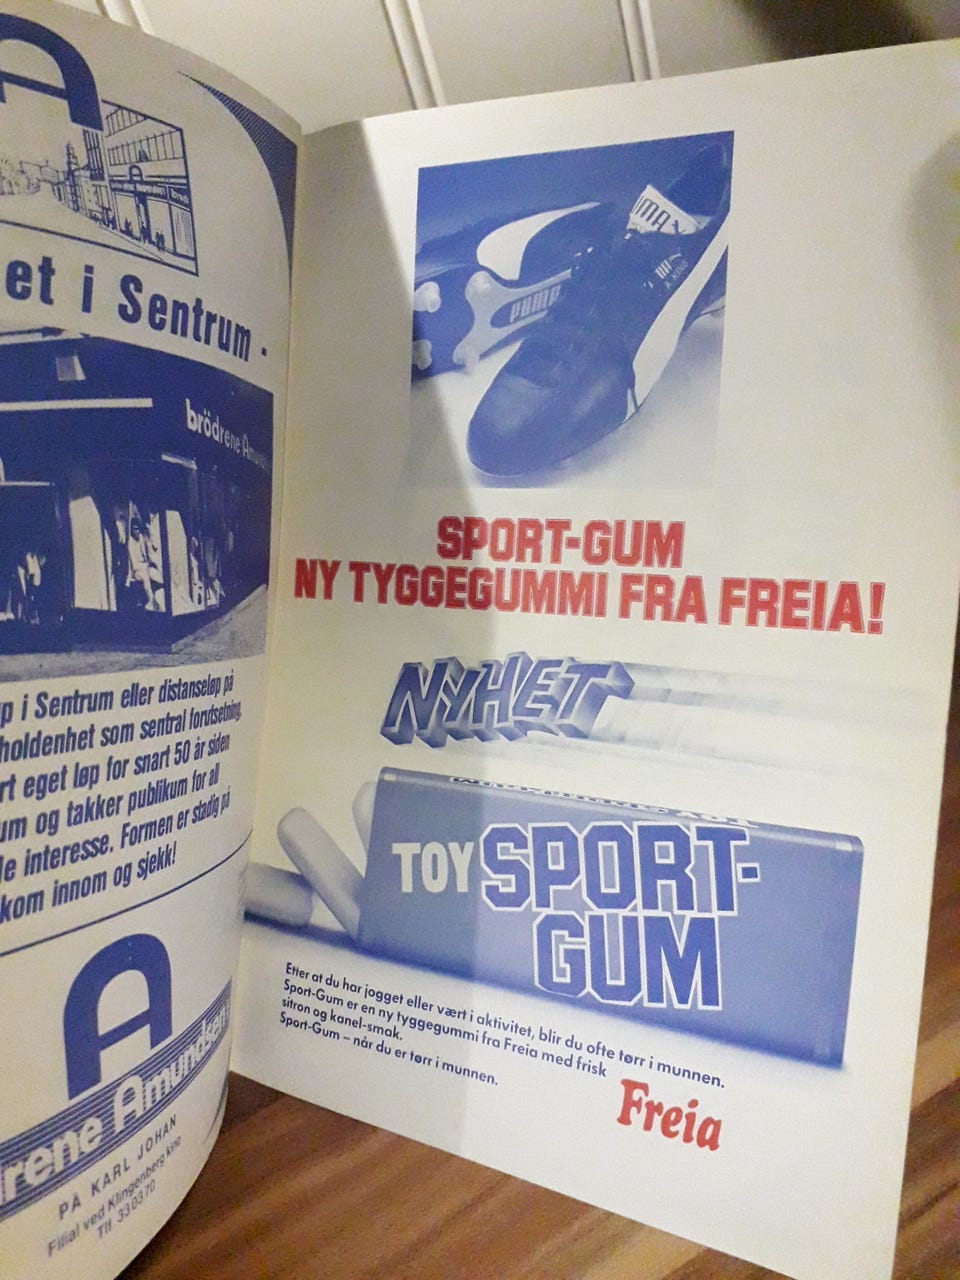 et i Sentrum -
brödrene Amund
p i Sentrum eller distanseløp på
holdenhet som sentral forutsetning,
rt eget løp for snart 50 år siden
um og takker publikum for all
le interesse. Formen er stadig på
kom innom og sjekk!
A
rene Amundsen
PÅ KARL JOHAN
Filial ved Klingenberg kino
Tlf. 33 03 70
PUMA
KING
SPORT-GUM
NY TYGGEGUMMI FRA FREIA!
NYHET
TOY SPORT-
GUM
Etter at du har jogget eller vært i aktivitet, blir du ofte tørr i munnen.
Sport-Gum er en ny tyggegummi fra Freia med frisk
sitron og kanel-smak.
Sport-Gum – når du er tørr i munnen.
Freia